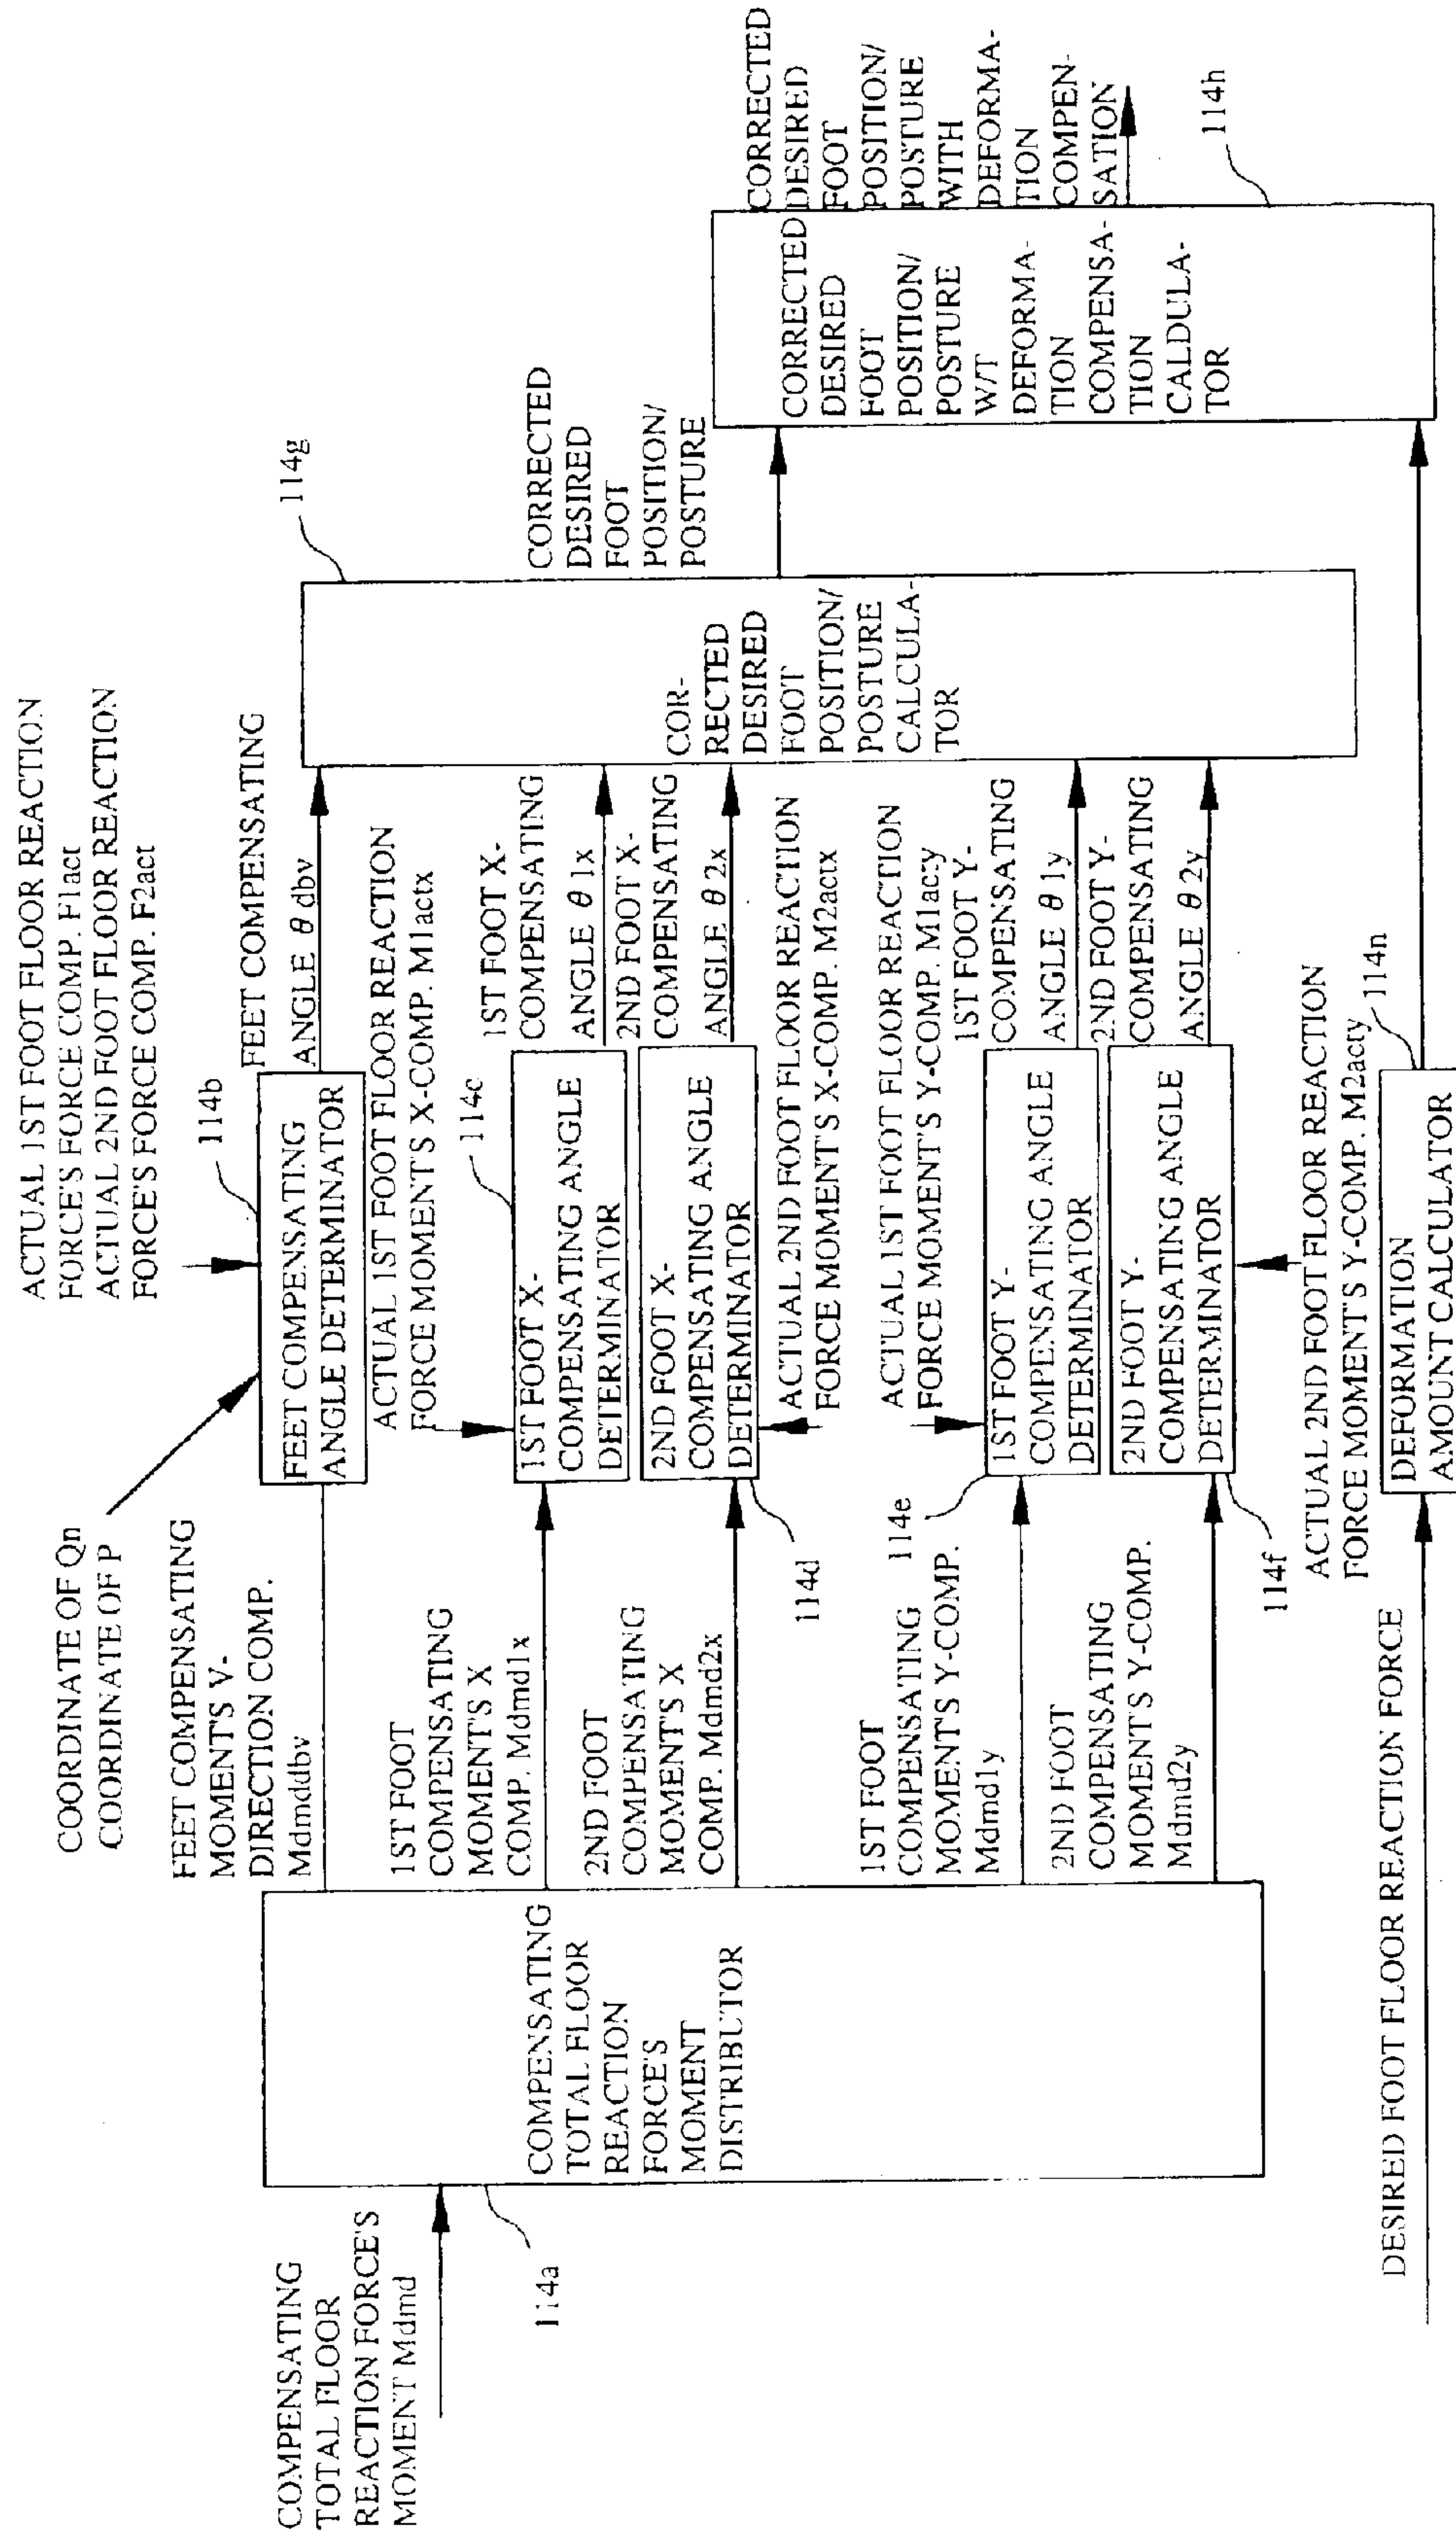 COMPENSATING
TOTAL FLOOR
REACTION FORCE'S
MOMENT Mdmd
114a
COMPENSATING
TOTAL FLOOR
REACTION
FORCE'S
MOMENT
DISTRIBUTOR
COORDINATE OF Qn
COORDINATE OF P
FEET COMPENSATING
MOMENT'S V-
DIRECTION COMP.
Mdmddbv
1ST FOOT
COMPENSATING
MOMENT'S X
COMP. Mdmd1x
2ND FOOT
COMPENSATING
MOMENT'S X
COMP. Mdmd2x
1ST FOOT
COMPENSATING
MOMENT'S Y-COMP.
Mdmd1y
2ND FOOT
COMPENSATING
MOMENT'S Y-COMP.
Mdmd2y
DESIRED FOOT FLOOR REACTION FORCE
ACTUAL 1ST FOOT FLOOR REACTION
FORCE'S FORCE COMP. F1act
ACTUAL 2ND FOOT FLOOR REACTION
FORCE'S FORCE COMP. F2act
114b
FEET COMPENSATING
ANGLE DETERMINATOR
ACTUAL 1ST FOOT FLOOR REACTION
FORCE MOMENT'S X-COMP. M1actx
114c
1ST FOOT X-
COMPENSATING ANGLE
DETERMINATOR
2ND FOOT X-
COMPENSATING ANGLE
DETERMINATOR
114d
ACTUAL 2ND FOOT FLOOR REACTION
FORCE MOMENT'S X-COMP. M2actx
ACTUAL 1ST FOOT FLOOR REACTION
FORCE MOMENT'S Y-COMP. M1acry
114e
1ST FOOT Y-
COMPENSATING ANGLE
DETERMINATOR
2ND FOOT Y-
COMPENSATING ANGLE
DETERMINATOR
114f
ACTUAL 2ND FOOT FLOOR REACTION
FORCE MOMENT'S Y-COMP. M2acty
114n
DEFORMATION
AMOUNT CALCULATOR
FEET COMPENSATING
ANGLE θ dbv
1ST FOOT X-
COMPENSATING
ANGLE θ 1x
2ND FOOT X-
COMPENSATING
ANGLE θ 2x
1ST FOOT Y-
COMPENSATING
ANGLE θ 1y
2ND FOOT Y-
COMPENSATING
ANGLE θ 2y
114g
COR-
RECTED
DESIRED
FOOT
POSITION/
POSTURE
CALCULA-
TOR
CORRECTED
DESIRED
FOOT
POSITION/
POSTURE
CORRECTED
DESIRED
FOOT
POSITION/
POSTURE
W/T
DEFORMA-
TION
COMPENSA-
TION
CALDULA-
TOR
114h
CORRECTED
DESIRED
FOOT
POSITION/
POSTURE
WITH
DEFORMA-
TION
COMPEN-
SATION